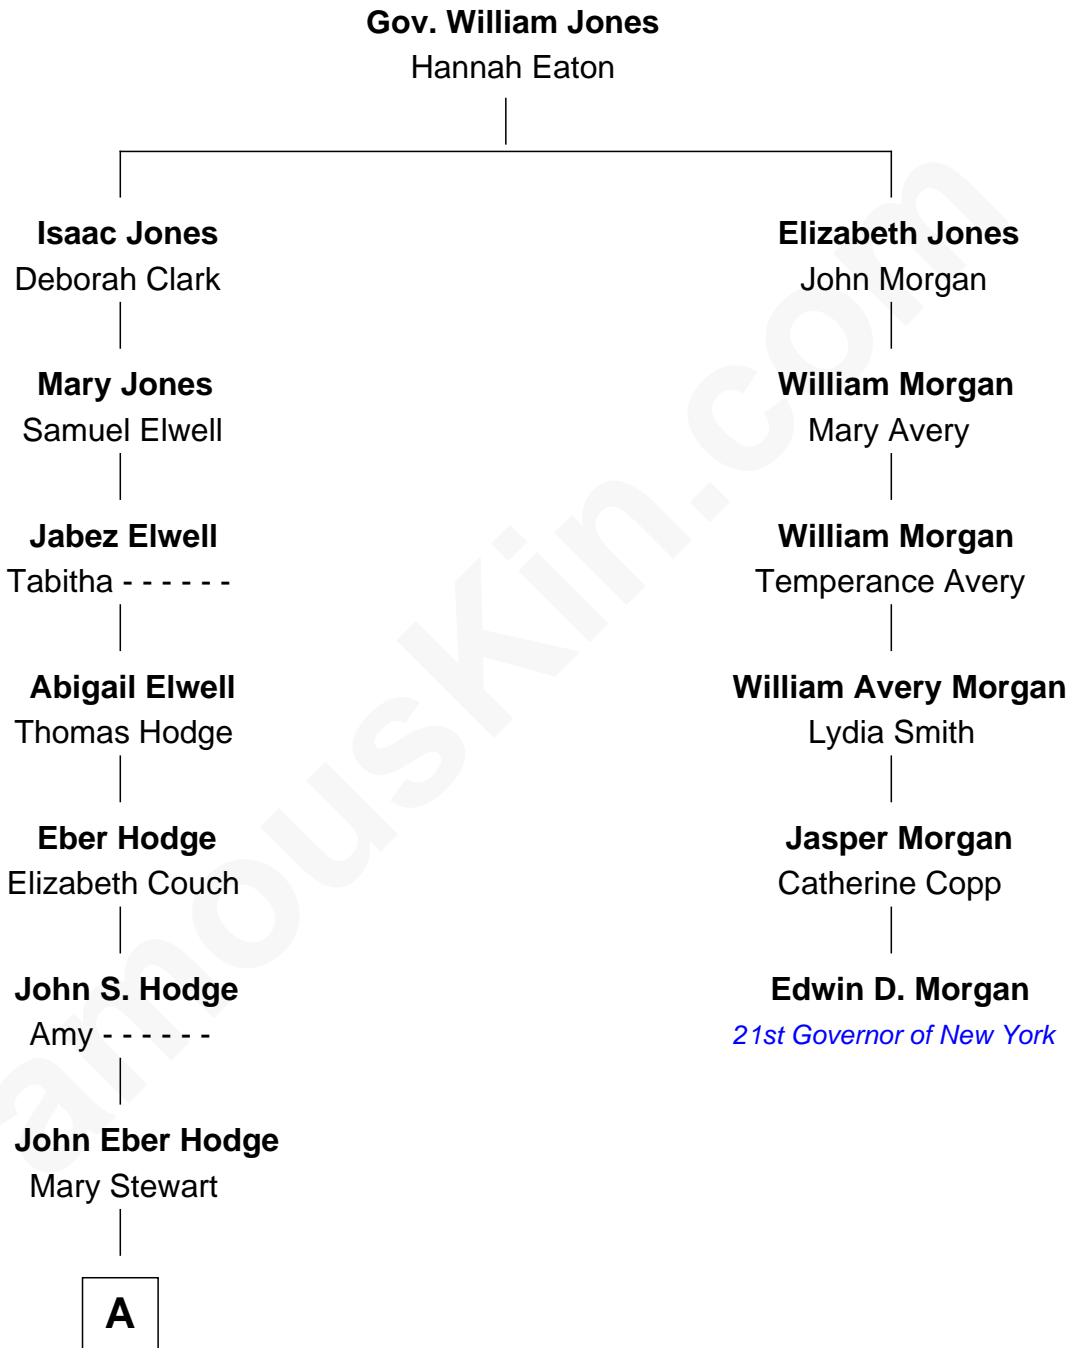 Gov. William Jones
Hannah Eaton
Isaac Jones
Deborah Clark
Mary Jones
Samuel Elwell
Jabez Elwell
Tabitha - - - - - -
Abigail Elwell
Thomas Hodge
Eber Hodge
Elizabeth Couch
John S. Hodge
Amy - - - - - -
John Eber Hodge
Mary Stewart
A
Elizabeth Jones
John Morgan
William Morgan
Mary Avery
William Morgan
Temperance Avery
William Avery Morgan
Lydia Smith
Jasper Morgan
Catherine Copp
Edwin D. Morgan
21st Governor of New York
amousKin.com